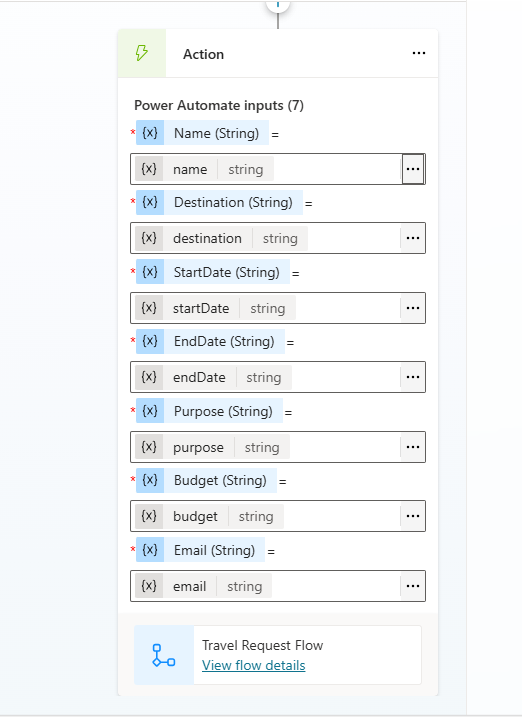 Action
Power Automate inputs (7)
* {x} Name (String) =
{x} name string
* {x} Destination (String) =
{x} destination string
* {x} StartDate (String) =
{x} startDate string
* {x} EndDate (String) =
{x} endDate string
* {x} Purpose (String) =
{x} purpose string
* {x} Budget (String) =
{x} budget string
* {x} Email (String) =
{x} email string
Travel Request Flow
View flow details